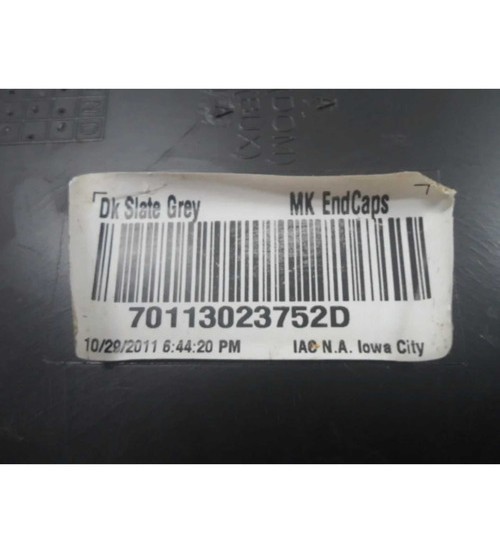 Dk Slate Grey MK EndCaps
70113023752D
10/29/2011 6:44:20 PM IAC N.A. Iowa City